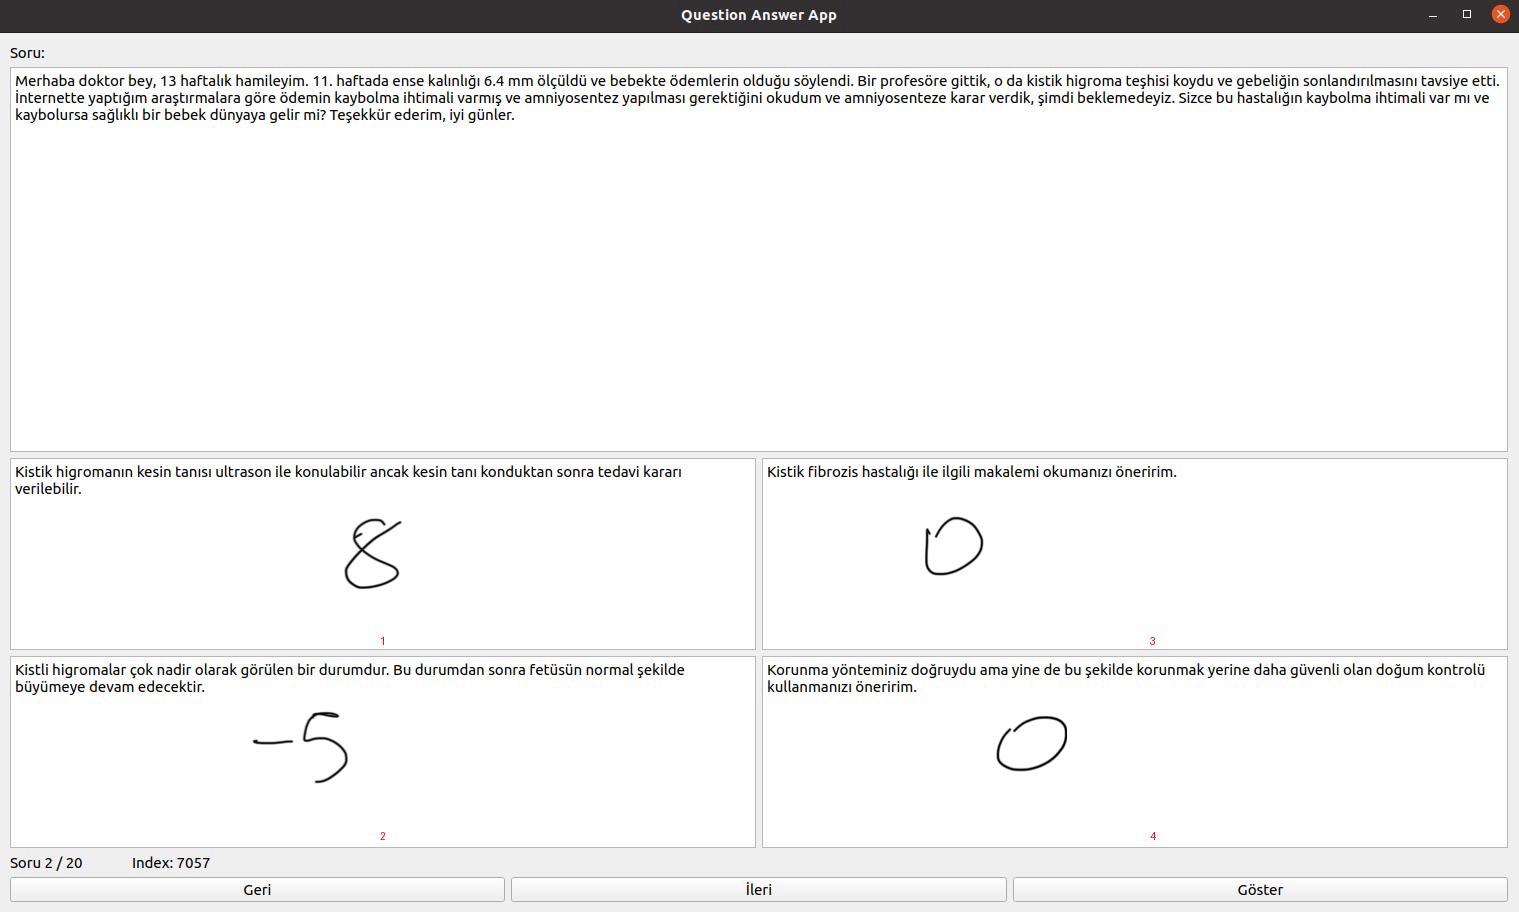 Question Answer App
Soru:
Merhaba doktor bey, 13 haftalık hamileyim. 11. haftada ense kalınlığı 6.4 mm ölçüldü ve bebekte ödemlerin olduğu söylendi. Bir profesöre gittik, o da kistik higroma teşhisi koydu ve gebeliğin sonlandırılmasını tavsiye etti.
İnternette yaptığım araştırmalara göre ödemin kaybolma ihtimali varmış ve amniyosentez yapılması gerektiğini okudum ve amniyosenteze karar verdik, şimdi beklemedeyiz. Sizce bu hastalığın kaybolma ihtimali var mı ve
kaybolursa sağlıklı bir bebek dünyaya gelir mi? Teşekkür ederim, iyi günler.
Kistik higromanın kesin tanısı ultrason ile konulabilir ancak kesin tanı konduktan sonra tedavi kararı
verilebilir.
8
1
Kistik fibrozis hastalığı ile ilgili makalemi okumanızı öneririm.
0
3
Kistli higromalar çok nadir olarak görülen bir durumdur. Bu durumdan sonra fetüsün normal şekilde
büyümeye devam edecektir.
-5
2
Korunma yönteminiz doğruydu ama yine de bu şekilde korunmak yerine daha güvenli olan doğum kontrolü
kullanmanızı öneririm.
0
4
Soru 2 / 20 Index: 7057
Geri İleri Göster